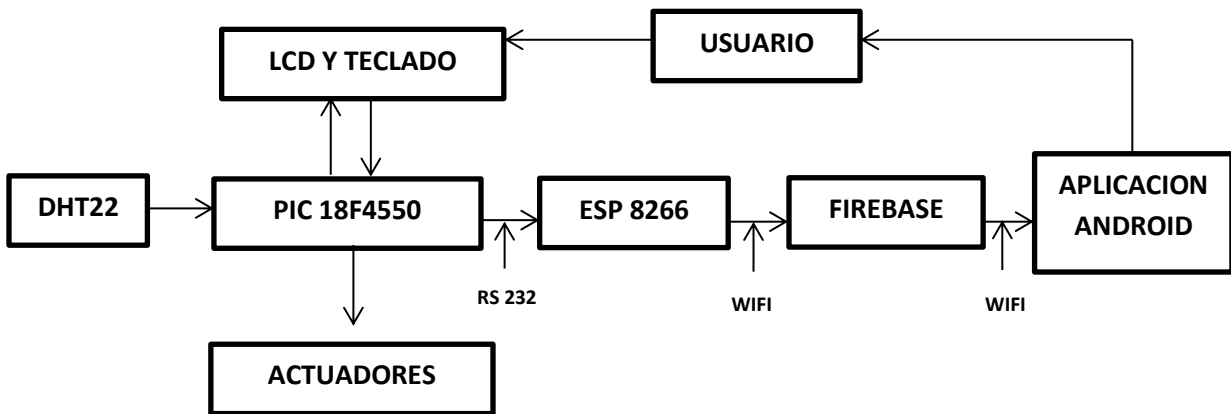 LCD Y TECLADO
USUARIO
DHT22
PIC 18F4550
ESP 8266
FIREBASE
APLICACION
ANDROID
RS 232
WIFI
WIFI
ACTUADORES